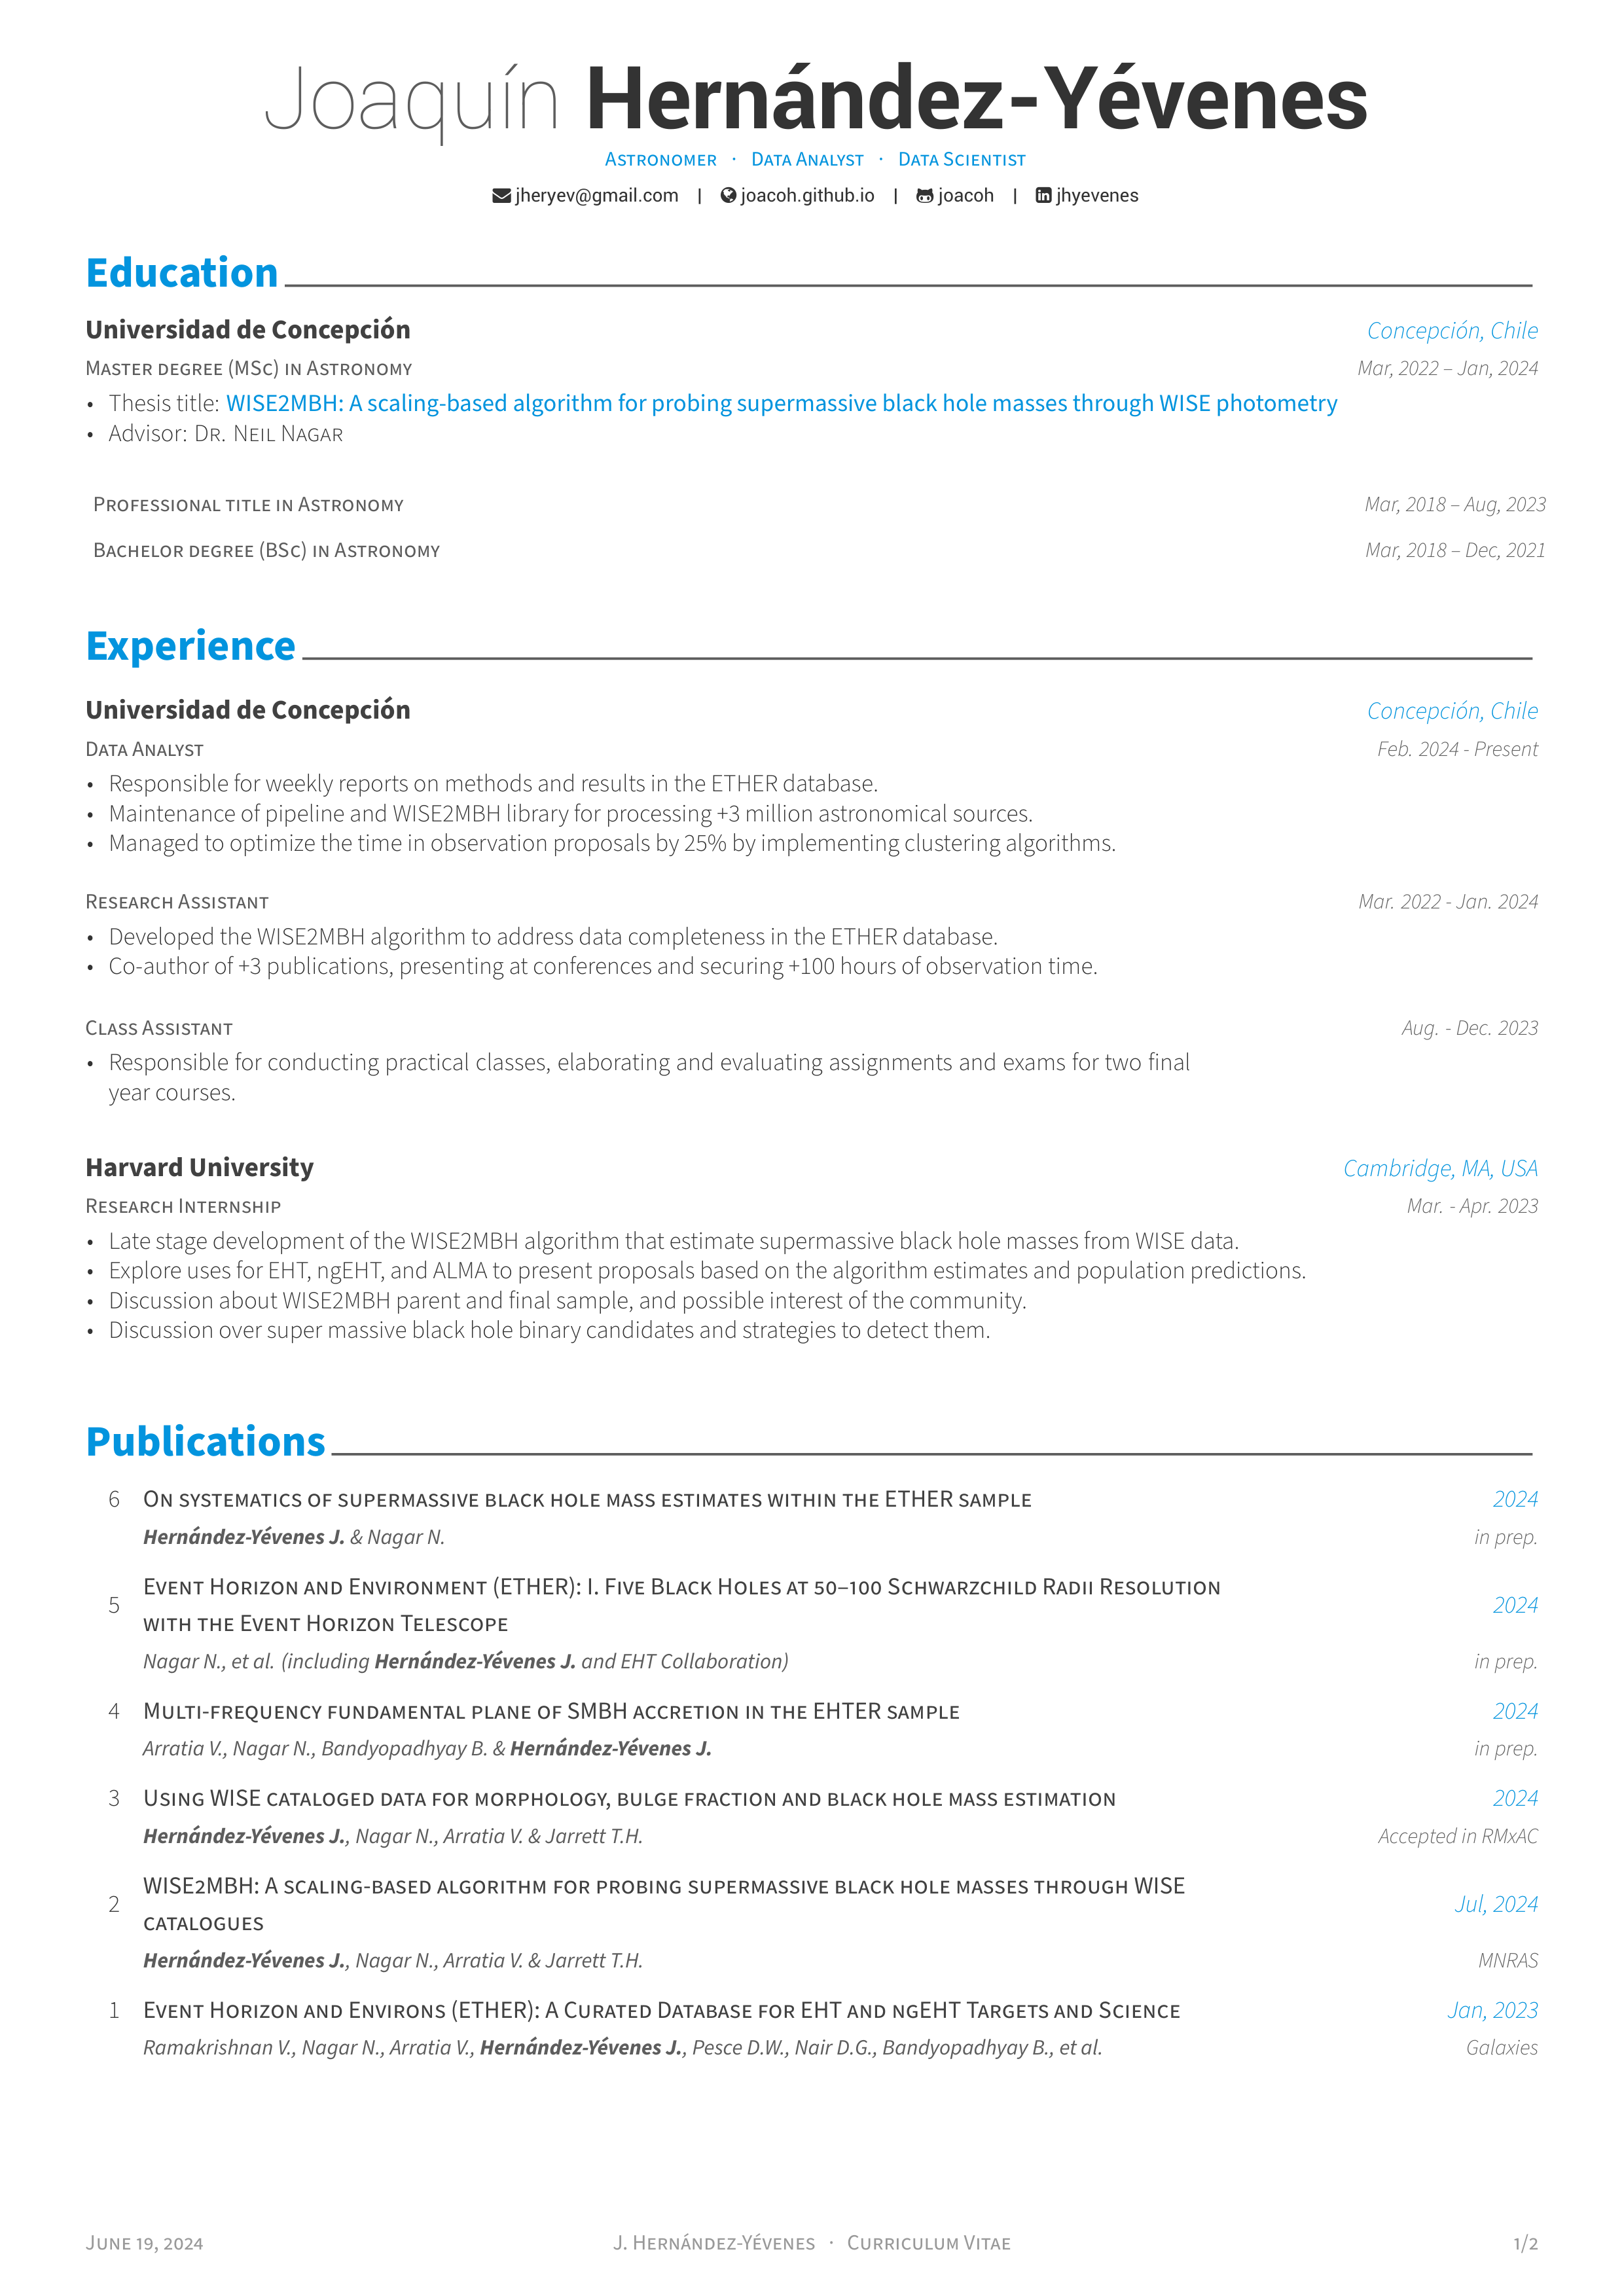 Joaquín Hernández-Yévenes
Astronomer · Data Analyst · Data Scientist
jheryev@gmail.com | joacoh.github.io | joacoh | jhyevenes
Education
Universidad de Concepción Concepción, Chile
Master degree (MSc) in Astronomy Mar, 2022 – Jan, 2024
• Thesis title: WISE2MBH: A scaling-based algorithm for probing supermassive black hole masses through WISE photometry
• Advisor: Dr. Neil Nagar
Professional title in Astronomy Mar, 2018 – Aug, 2023
Bachelor degree (BSc) in Astronomy Mar, 2018 – Dec, 2021
Experience
Universidad de Concepción Concepción, Chile
Data Analyst Feb. 2024 - Present
• Responsible for weekly reports on methods and results in the ETHER database.
• Maintenance of pipeline and WISE2MBH library for processing +3 million astronomical sources.
• Managed to optimize the time in observation proposals by 25% by implementing clustering algorithms.
Research Assistant Mar. 2022 - Jan. 2024
• Developed the WISE2MBH algorithm to address data completeness in the ETHER database.
• Co-author of +3 publications, presenting at conferences and securing +100 hours of observation time.
Class Assistant Aug. - Dec. 2023
• Responsible for conducting practical classes, elaborating and evaluating assignments and exams for two final
year courses.
Harvard University Cambridge, MA, USA
Research Internship Mar. - Apr. 2023
• Late stage development of the WISE2MBH algorithm that estimate supermassive black hole masses from WISE data.
• Explore uses for EHT, ngEHT, and ALMA to present proposals based on the algorithm estimates and population predictions.
• Discussion about WISE2MBH parent and final sample, and possible interest of the community.
• Discussion over super massive black hole binary candidates and strategies to detect them.
Publications
6 On systematics of supermassive black hole mass estimates within the ETHER sample 2024
Hernández-Yévenes J. & Nagar N. in prep.
5 Event Horizon and Environment (ETHER): I. Five Black Holes at 50–100 Schwarzchild Radii Resolution 2024
with the Event Horizon Telescope
Nagar N., et al. (including Hernández-Yévenes J. and EHT Collaboration) in prep.
4 Multi-frequency fundamental plane of SMBH accretion in the EHTER sample 2024
Arratia V., Nagar N., Bandyopadhyay B. & Hernández-Yévenes J. in prep.
3 Using WISE cataloged data for morphology, bulge fraction and black hole mass estimation 2024
Hernández-Yévenes J., Nagar N., Arratia V. & Jarrett T.H. Accepted in RMxAC
2 WISE2MBH: A scaling-based algorithm for probing supermassive black hole masses through WISE Jul, 2024
catalogues
Hernández-Yévenes J., Nagar N., Arratia V. & Jarrett T.H. MNRAS
1 Event Horizon and Environs (ETHER): A Curated Database for EHT and ngEHT Targets and Science Jan, 2023
Ramakrishnan V., Nagar N., Arratia V., Hernández-Yévenes J., Pesce D.W., Nair D.G., Bandyopadhyay B., et al. Galaxies
June 19, 2024 J. Hernández-Yévenes · Curriculum Vitae 1/2